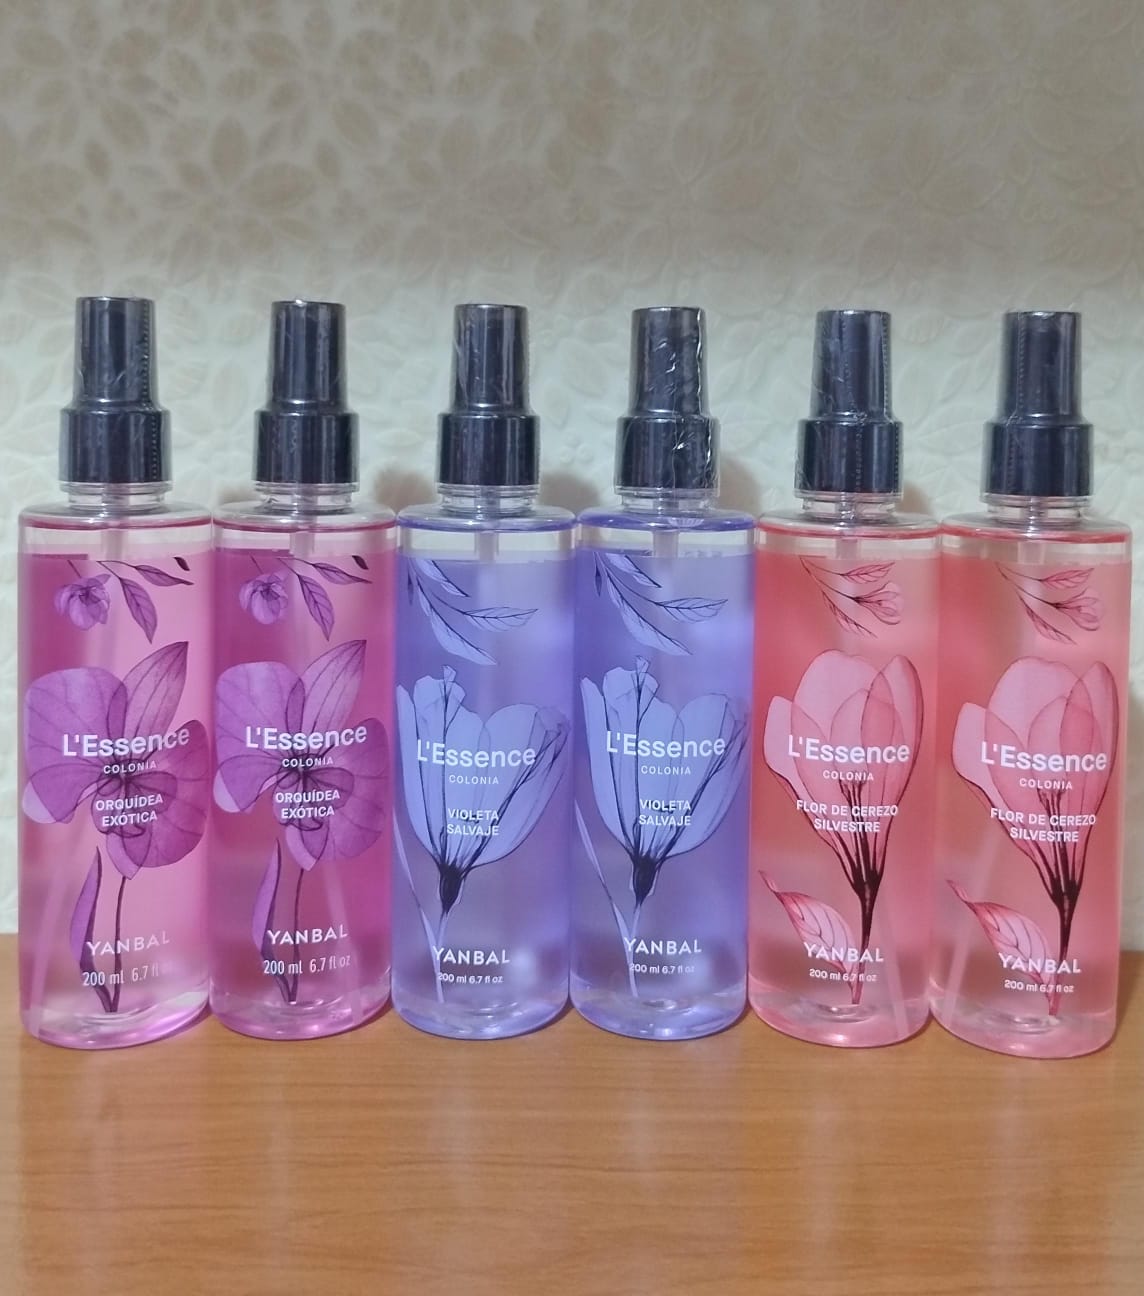 L'Essence
COLONIA
ORQUÍDEA
EXÓTICA
YANBAL
200 ml 6.7 fl oz
L'Essence
COLONIA
ORQUÍDEA
EXÓTICA
YANBAL
200 ml 6.7 fl oz
L'Essence
COLONIA
VIOLETA
SALVAJE
YANBAL
200 ml 6.7 fl oz
L'Essence
COLONIA
VIOLETA
SALVAJE
YANBAL
200 ml 6.7 fl oz
L'Essence
COLONIA
FLOR DE CEREZO
SILVESTRE
YANBAL
200 ml 6.7 fl oz
L'Essence
COLONIA
FLOR DE CEREZO
SILVESTRE
YANBAL
200 ml 6.7 fl oz